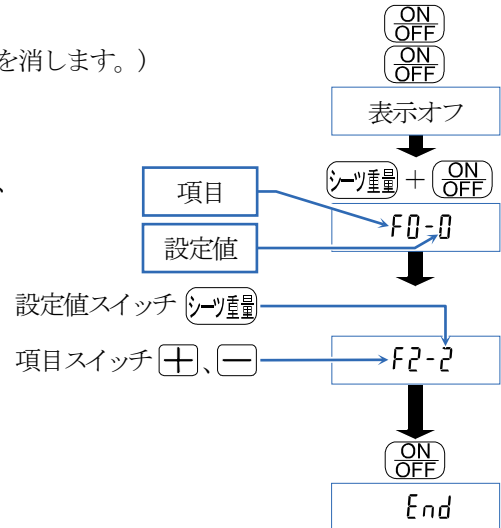 ON
OFF
を消します。)
ON
OFF
表示オフ
シーツ重量 + ON
OFF
、
項目
F0-0
設定値
設定値スイッチ シーツ重量
項目スイッチ +、−
F2-2
ON
OFF
End